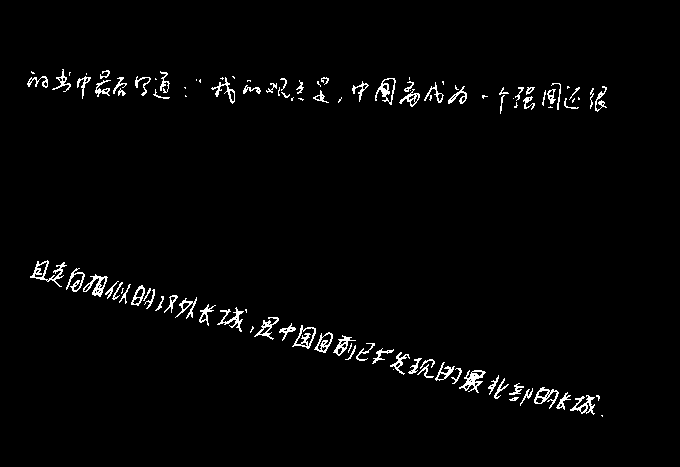 的书中最后写道:“我的观点是,中国离成为一个强国还很
且走向相似的汉外长城,是中国目前已年发现的最北部的长城.